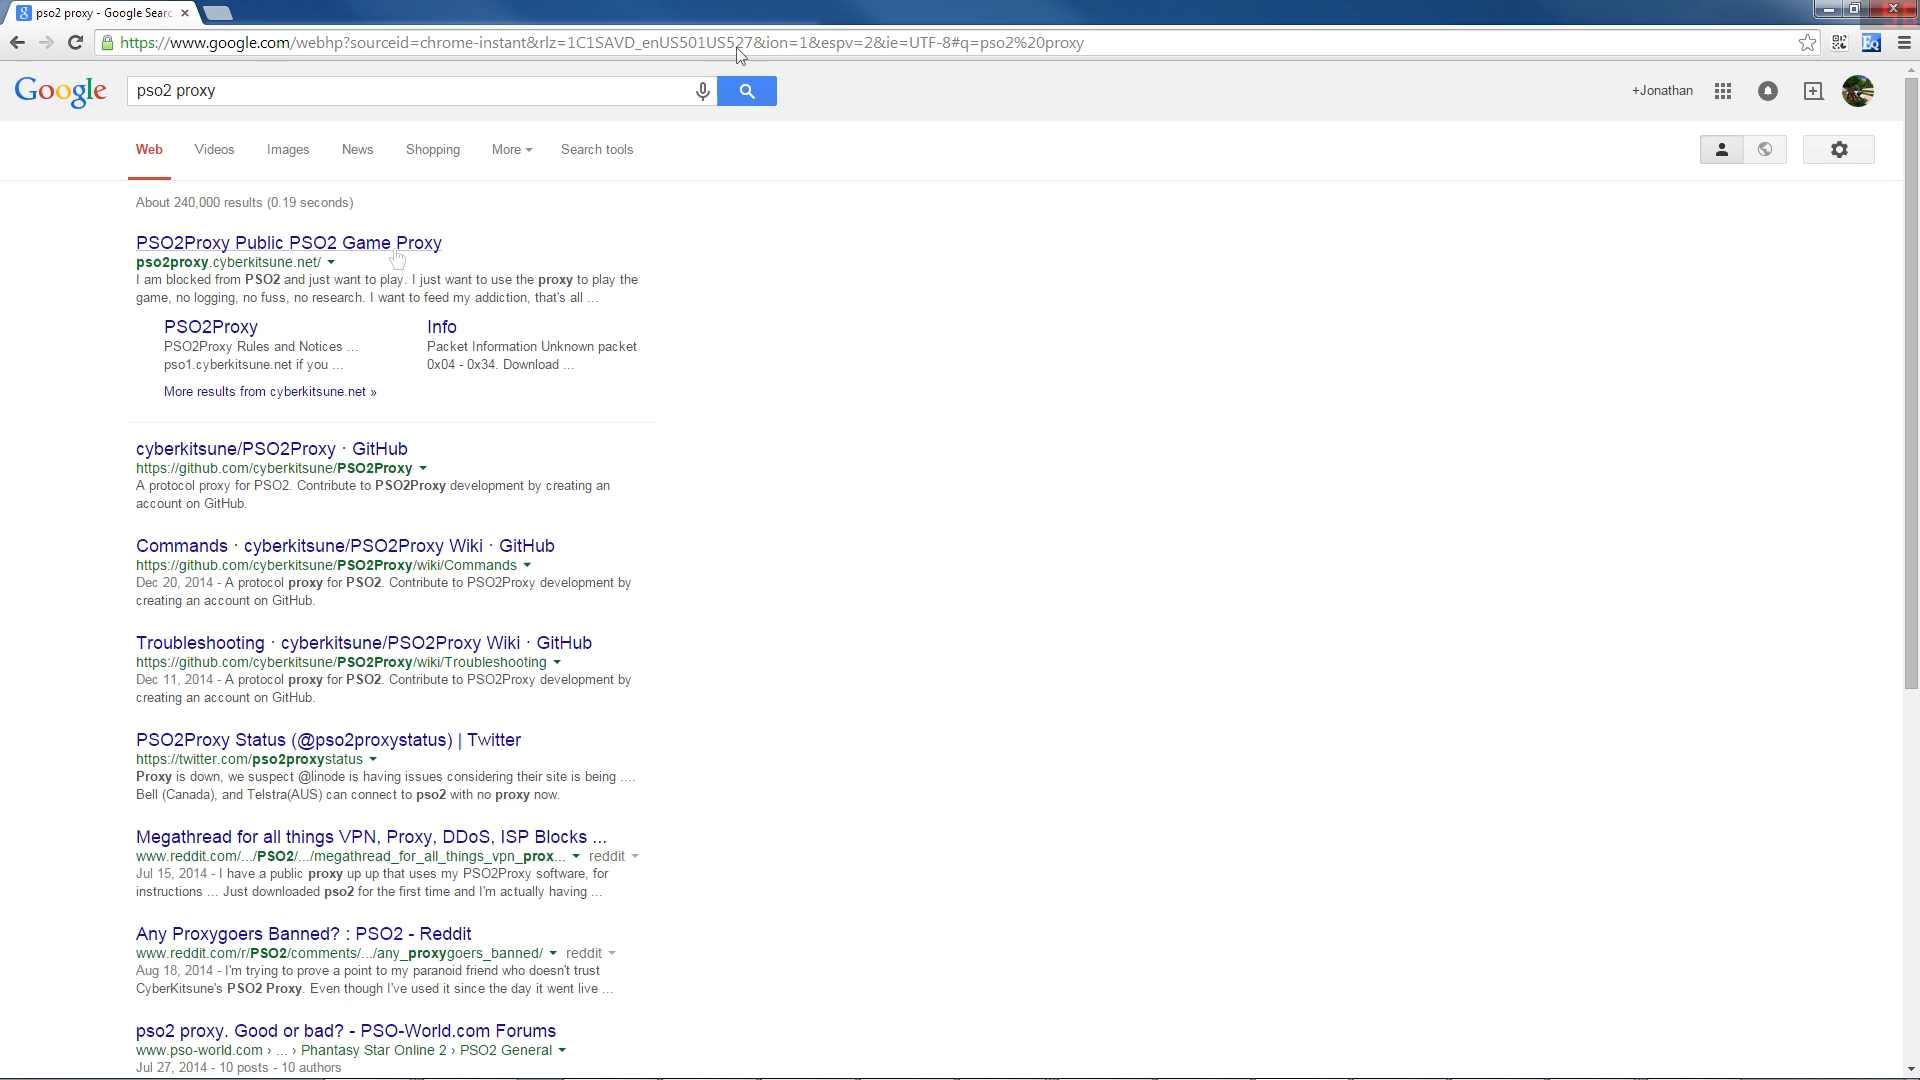 pso2 proxy - Google Searc
https://www.google.com/webhp?sourceid=chrome-instant&rlz=1C1SAVD_enUS501US527&ion=1&espv=2&ie=UTF-8#q=pso2%20proxy
EQ
Google
pso2 proxy
+Jonathan
Web Videos Images News Shopping More Search tools
About 240,000 results (0.19 seconds)
PSO2Proxy Public PSO2 Game Proxy
pso2proxy.cyberkitsune.net/
I am blocked from PSO2 and just want to play. I just want to use the proxy to play the
game, no logging, no fuss, no research. I want to feed my addiction, that's all ...
PSO2Proxy
PSO2Proxy Rules and Notices ...
pso1.cyberkitsune.net if you ...
Info
Packet Information Unknown packet
0x04 - 0x34. Download ...
More results from cyberkitsune.net »
cyberkitsune/PSO2Proxy · GitHub
https://github.com/cyberkitsune/PSO2Proxy
A protocol proxy for PSO2. Contribute to PSO2Proxy development by creating an
account on GitHub.
Commands · cyberkitsune/PSO2Proxy Wiki · GitHub
https://github.com/cyberkitsune/PSO2Proxy/wiki/Commands
Dec 20, 2014 - A protocol proxy for PSO2. Contribute to PSO2Proxy development by
creating an account on GitHub.
Troubleshooting · cyberkitsune/PSO2Proxy Wiki · GitHub
https://github.com/cyberkitsune/PSO2Proxy/wiki/Troubleshooting
Dec 11, 2014 - A protocol proxy for PSO2. Contribute to PSO2Proxy development by
creating an account on GitHub.
PSO2Proxy Status (@pso2proxystatus) | Twitter
https://twitter.com/pso2proxystatus
Proxy is down, we suspect @linode is having issues considering their site is being ....
Bell (Canada), and Telstra(AUS) can connect to pso2 with no proxy now.
Megathread for all things VPN, Proxy, DDoS, ISP Blocks ...
www.reddit.com/.../PSO2/.../megathread_for_all_things_vpn_prox... reddit
Jul 15, 2014 - I have a public proxy up up that uses my PSO2Proxy software, for
instructions ... Just downloaded pso2 for the first time and I'm actually having ...
Any Proxygoers Banned? : PSO2 - Reddit
www.reddit.com/r/PSO2/comments/.../any_proxygoers_banned/ reddit
Aug 18, 2014 - I'm trying to prove a point to my paranoid friend who doesn't trust
CyberKitsune's PSO2 Proxy. Even though I've used it since the day it went live ...
pso2 proxy. Good or bad? - PSO-World.com Forums
www.pso-world.com › ... › Phantasy Star Online 2 › PSO2 General
Jul 27, 2014 - 10 posts - 10 authors